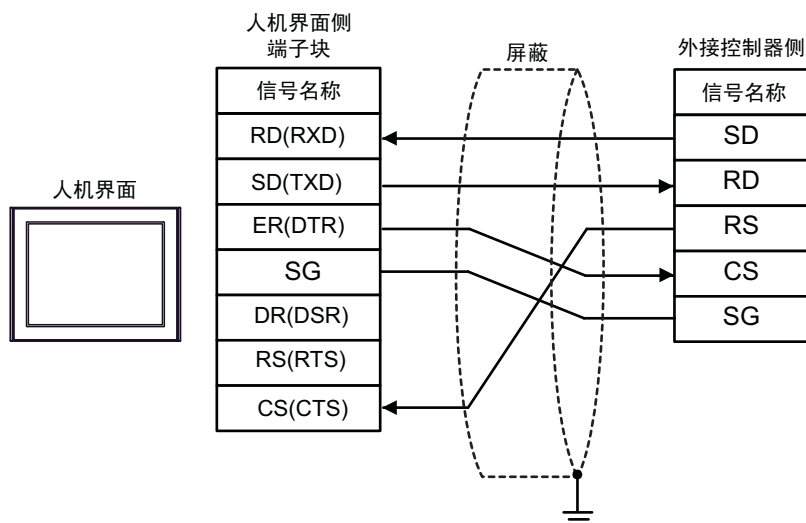 人机界面
人机界面侧
端子块
信号名称
RD(RXD)
SD(TXD)
ER(DTR)
SG
DR(DSR)
RS(RTS)
CS(CTS)
屏蔽
外接控制器侧
信号名称
SD
RD
RS
CS
SG